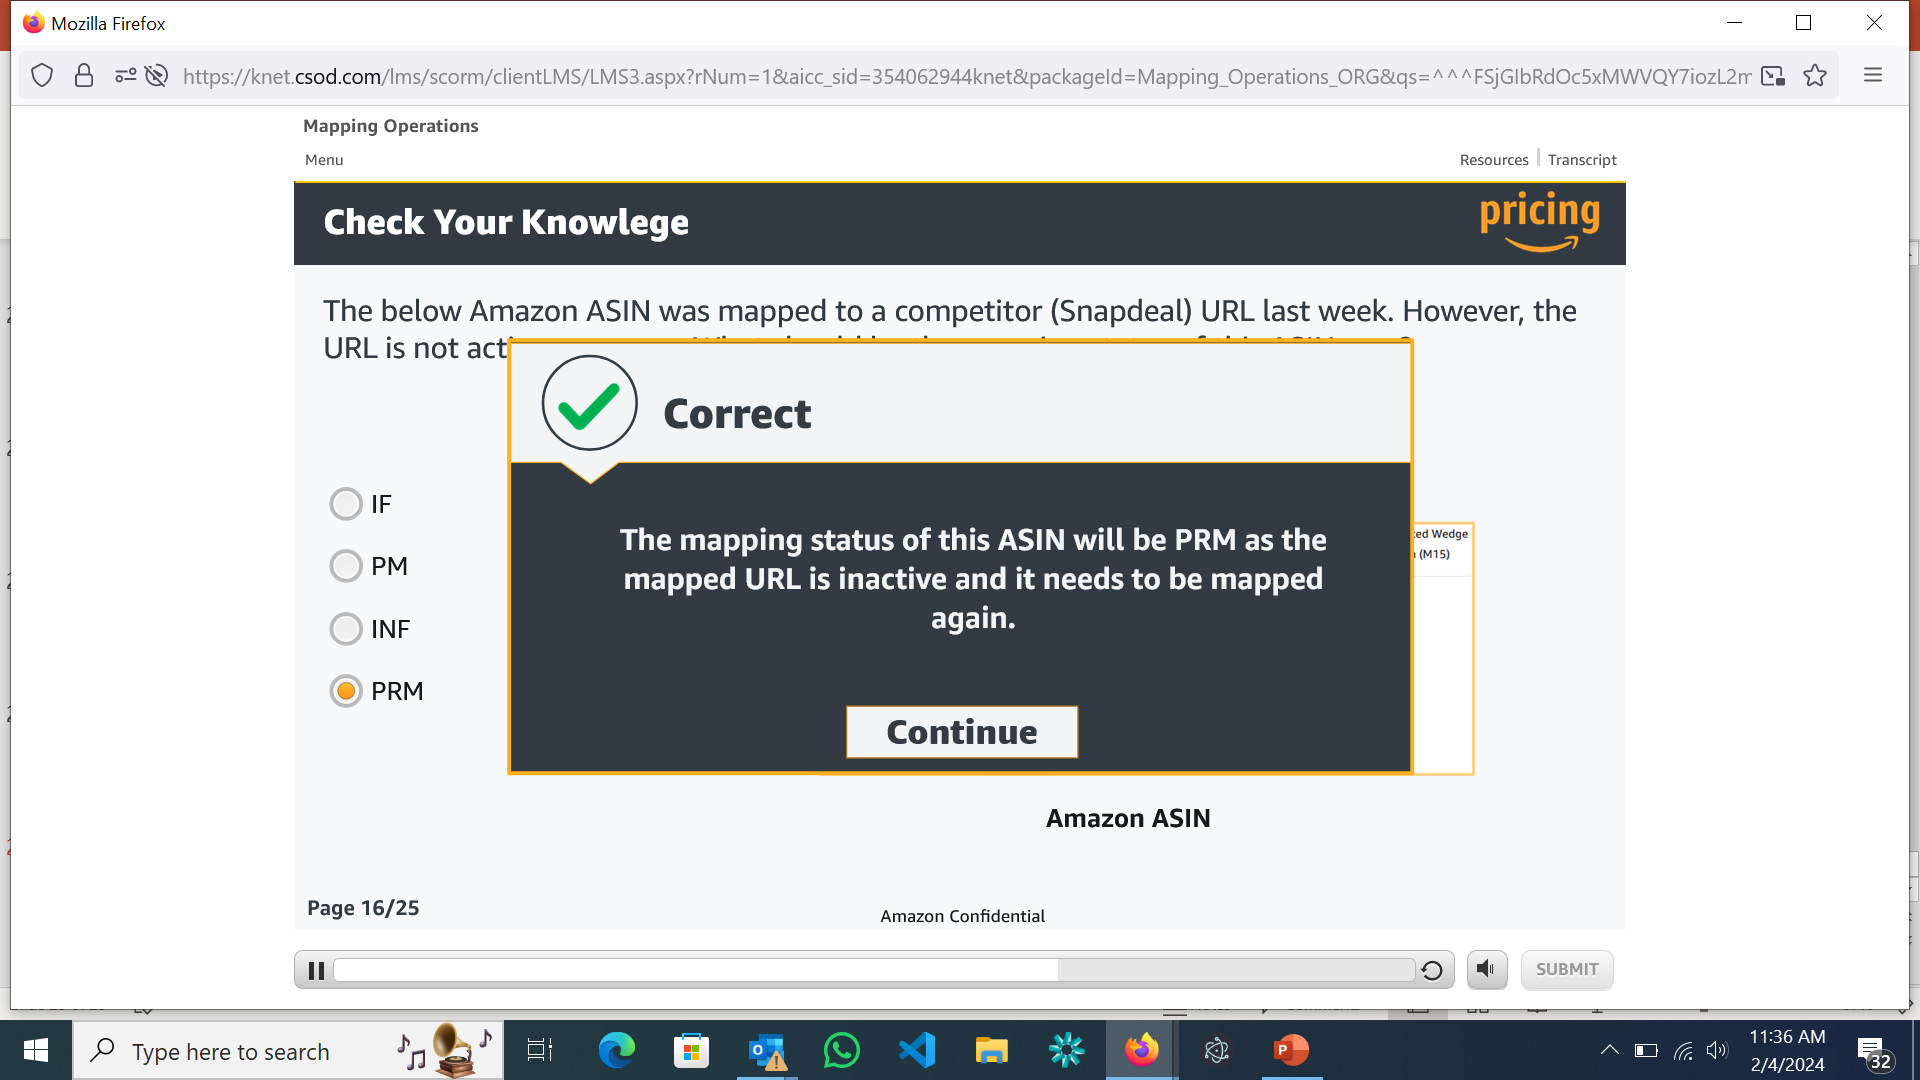 Mozilla Firefox
https://knet.csod.com/lms/scorm/clientLMS/LMS3.aspx?rNum=1&aicc_sid=354062944knet&packageId=Mapping_Operations_ORG&qs=^^^FSjGIbRdOc5xMWVQY7iozL2m
Mapping Operations
Menu
Resources
Transcript
Check Your Knowlege
pricing
The below Amazon ASIN was mapped to a competitor (Snapdeal) URL last week. However, the
URL is not
Correct
The mapping status of this ASIN will be PRM as the
mapped URL is inactive and it needs to be mapped
again.
Continue
IF
PM
INF
PRM
Wedge
(M15)
Amazon ASIN
Page 16/25
Amazon Confidential
SUBMIT
Type here to search
11:36 AM
2/4/2024
32